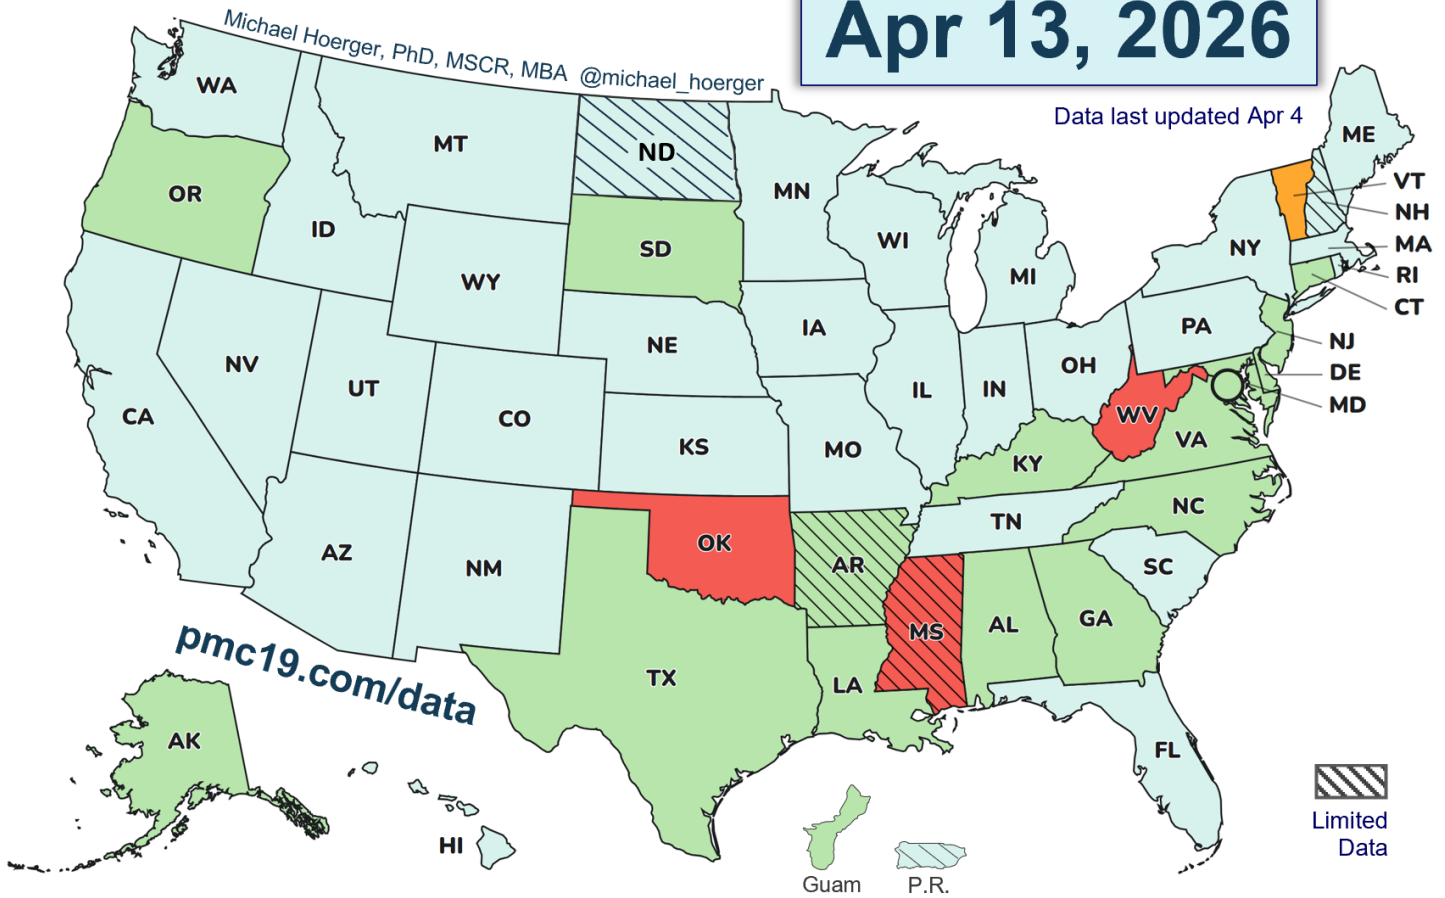 Apr 13, 2026
Michael Hoerger, PhD, MSCR, MBA @michael_hoerger
Data last updated Apr 4
WA
MT
ND
MN
ME
OR
ID
SD
WI
MI
NY
VT
NH
MA
RI
CT
WY
IA
PA
NJ
DE
MD
NV
UT
CO
NE
IL
IN
OH
WV
VA
CA
KS
MO
KY
NC
TN
SC
AZ
NM
OK
AR
MS
AL
GA
TX
LA
FL
pmc19.com/data
AK
HI
Guam
P.R.
Limited
Data